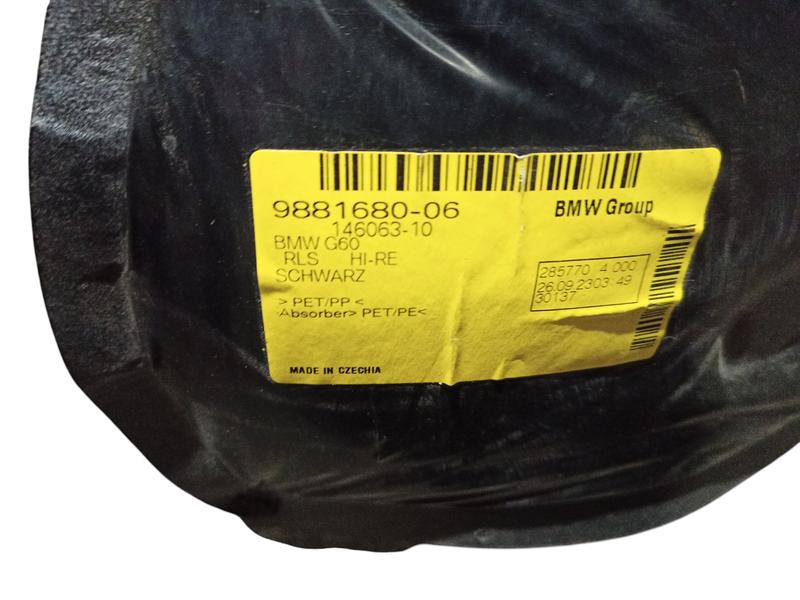 9881680-06
BMW Group
146063-10
BMW G60
RLS HI-RE
SCHWARZ
> PET/PP <
Absorber> PET/PE<
285770 4 000
26.09.2303:49
30137
MADE IN CZECHIA